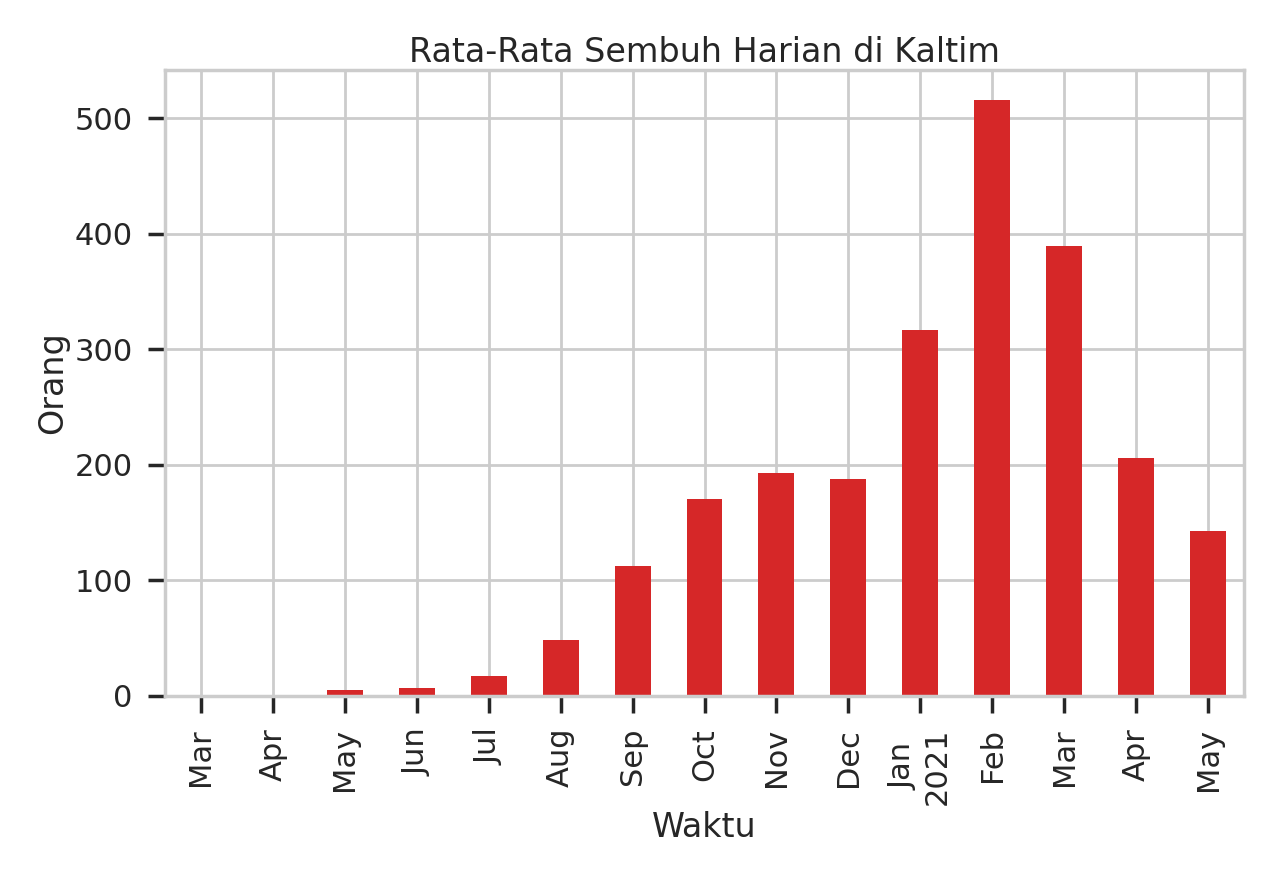 Rata-Rata Sembuh Harian di Kaltim
Orang
500
400
300
200
100
0
Mar
Apr
May
Jun
Jul
Aug
Sep
Oct
Nov
Dec
Jan
2021
Feb
Mar
Apr
May
Waktu